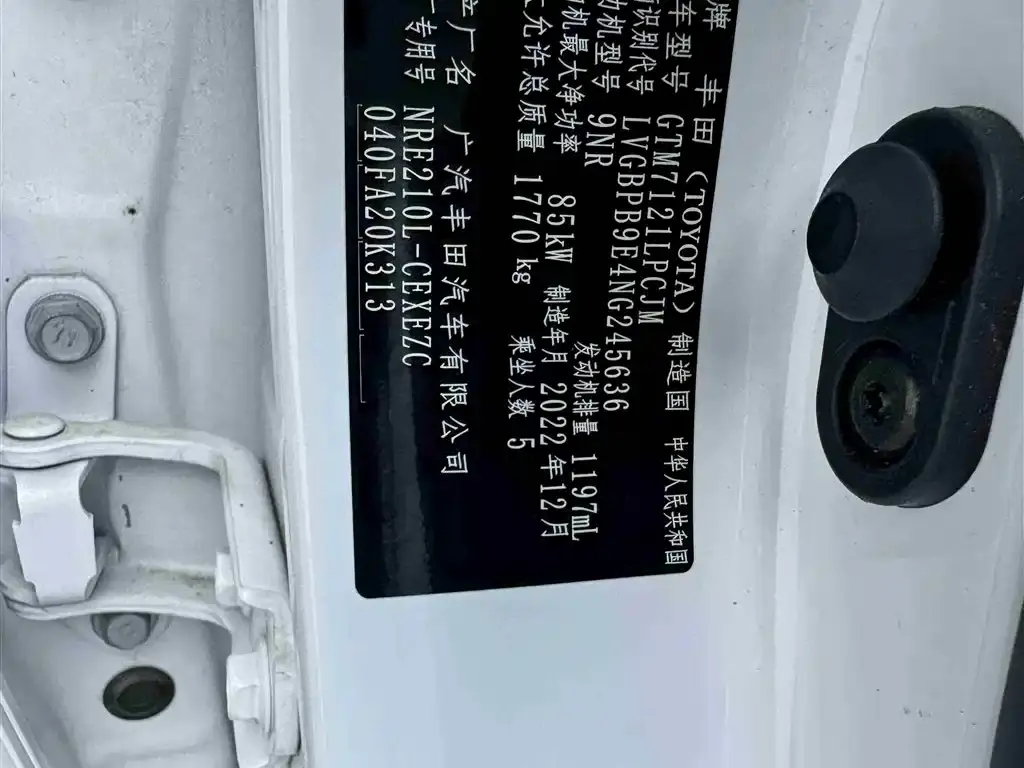 牌 丰田 (TOYOTA) 制造国 中华人民共和国
车型号 GTM7121LPCJM
识别代号 LVGBPB9E4NG245636
动机型号 9NR 发动机排量 1197mL
机最大净功率 85kW 制造年月 2022年12月
允许总质量 1770 kg 乘坐人数 5
产厂名 广汽丰田汽车有限公司
专用号 NRE210L-CEXEZC
040FA20K313